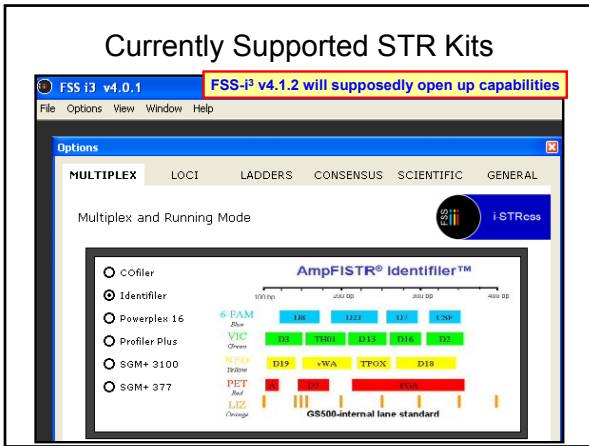 Currently Supported STR Kits
FSS i3 v4.0.1
FSS-i³ v4.1.2 will supposedly open up capabilities
File Options View Window Help
Options
MULTIPLEX LOCI LADDERS CONSENSUS SCIENTIFIC GENERAL
Multiplex and Running Mode
FSS
i-STRess
COfiler
Identifiler
Powerplex 16
Profiler Plus
SGM+ 3100
SGM+ 377
AmpFlSTR® Identifiler™
100 bp 200 bp 300 bp 400 bp
6-FAM D8 D21 D7 CSF
Blue
VIC D3 TH01 D13 D16 D2
Green
NED D19 vWA TPOX D18
Yellow
PET A D5 FGA
Red
LIZ
Orange
GS500-internal lane standard